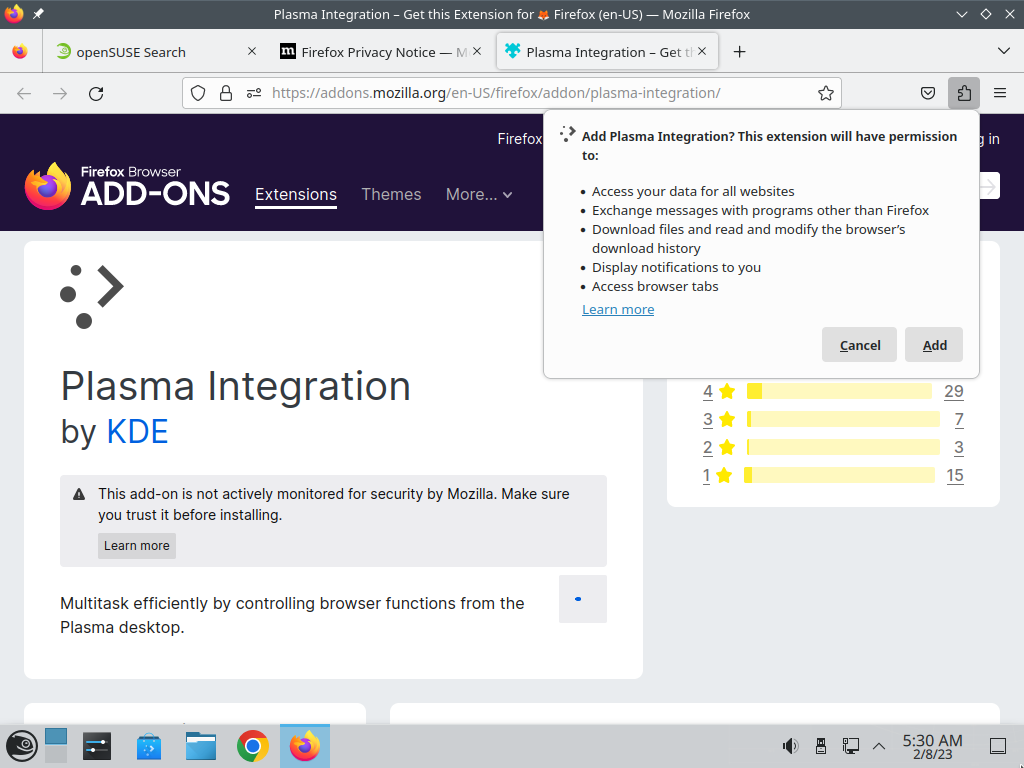 Plasma Integration – Get this Extension for 🦊 Firefox (en-US) — Mozilla Firefox
openSUSE Search
Firefox Privacy Notice — M
Plasma Integration – Get th
https://addons.mozilla.org/en-US/firefox/addon/plasma-integration/
Firefox
g in
Firefox Browser
ADD-ONS
Extensions
Themes
More...
Add Plasma Integration? This extension will have permission
to:
• Access your data for all websites
• Exchange messages with programs other than Firefox
• Download files and read and modify the browser’s
download history
• Display notifications to you
• Access browser tabs
Learn more
Cancel
Add
4 29
3 7
2 3
1 15
Plasma Integration
by KDE
This add-on is not actively monitored for security by Mozilla. Make sure
you trust it before installing.
Learn more
Multitask efficiently by controlling browser functions from the
Plasma desktop.
5:30 AM
2/8/23